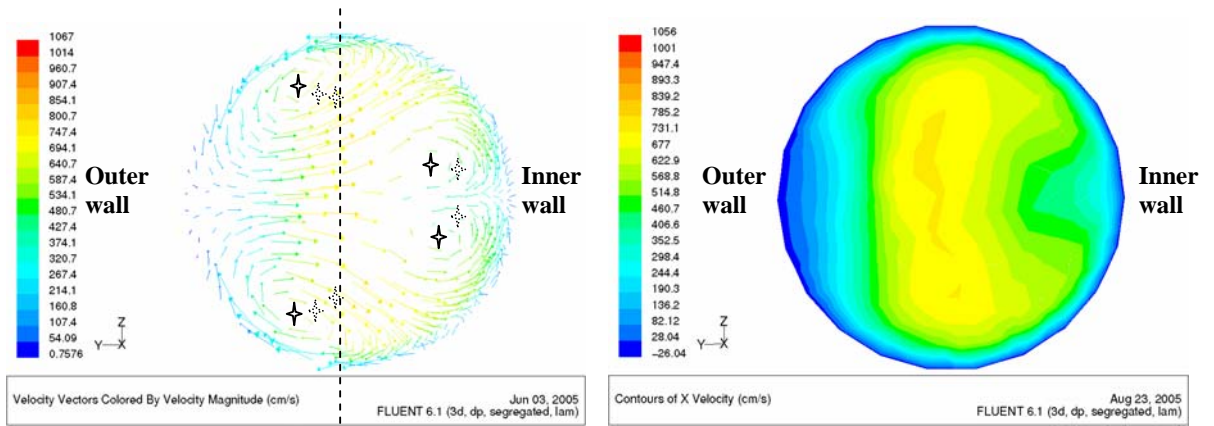 1067
1014
960.7
907.4
854.1
800.7
747.4
694.1
640.7
587.4
534.1
480.7
427.4
374.1
320.7
267.4
214.1
160.8
107.4
54.09
0.7576
Outer
wall
Inner
wall
Z
Y X
Velocity Vectors Colored By Velocity Magnitude (cm/s)
Jun 03, 2005
FLUENT 6.1 (3d, dp, segregated, lam)
1056
1001
947.4
893.3
839.2
785.2
731.1
677
622.9
568.8
514.8
460.7
406.6
352.5
298.4
244.4
190.3
136.2
82.12
28.04
-26.04
Outer
wall
Inner
wall
Z
Y X
Contours of X Velocity (cm/s)
Aug 23, 2005
FLUENT 6.1 (3d, dp, segregated, lam)